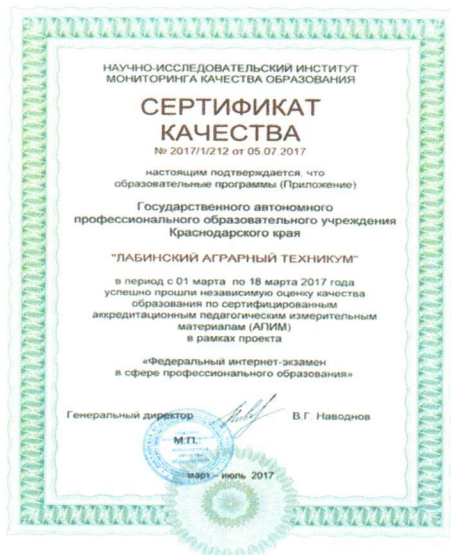 НАУЧНО-ИССЛЕДОВАТЕЛЬСКИЙ ИНСТИТУТ
МОНИТОРИНГА КАЧЕСТВА ОБРАЗОВАНИЯ
СЕРТИФИКАТ
КАЧЕСТВА
№ 2017/1/212 от 05.07.2017
настоящим подтверждается, что
образовательные программы (Приложение)
Государственного автономного
профессионального образовательного учреждения
Краснодарского края
"ЛАБИНСКИЙ АГРАРНЫЙ ТЕХНИКУМ"
в период с 01 марта по 18 марта 2017 года
успешно прошли независимую оценку качества
образования по сертифицированным
аккредитационным педагогическим измерительным
материалам (АПИМ)
в рамках проекта
«Федеральный интернет-экзамен
в сфере профессионального образования»
Генеральный директор В.Г. Наводнов
М.П.
март – июль 2017